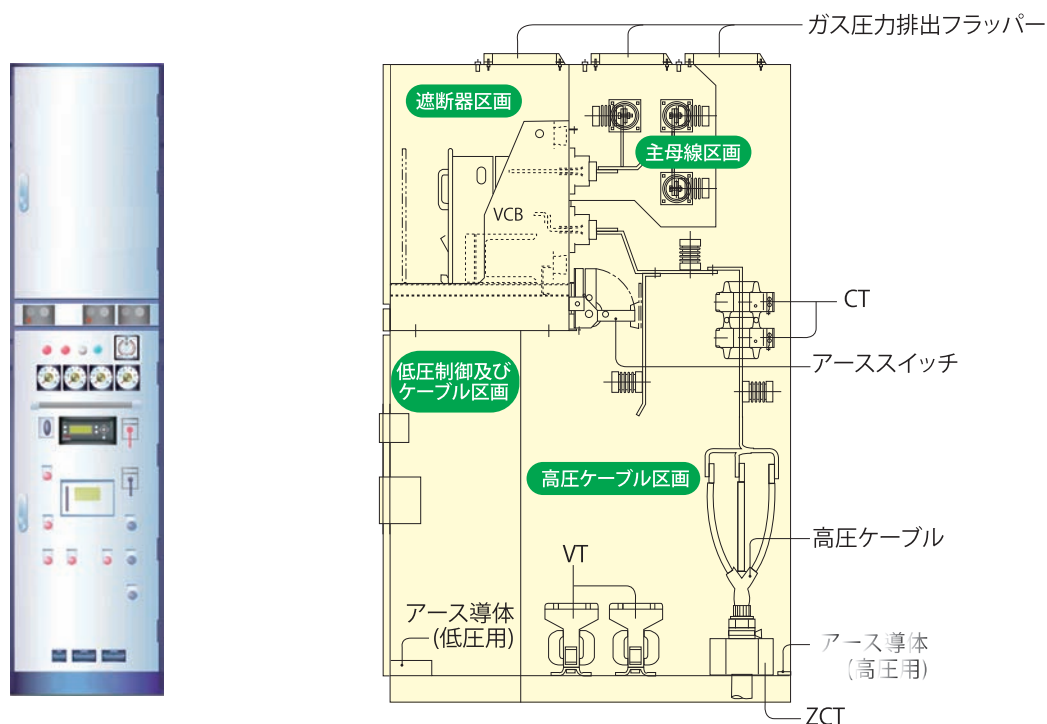 ガス圧力排出フラッパー
遮断器区画
主母線区画
VCB
CT
アーススイッチ
低圧制御及び
ケーブル区画
高圧ケーブル区画
高圧ケーブル
VT
アース導体
(低圧用)
アース導体
(高圧用)
ZCT